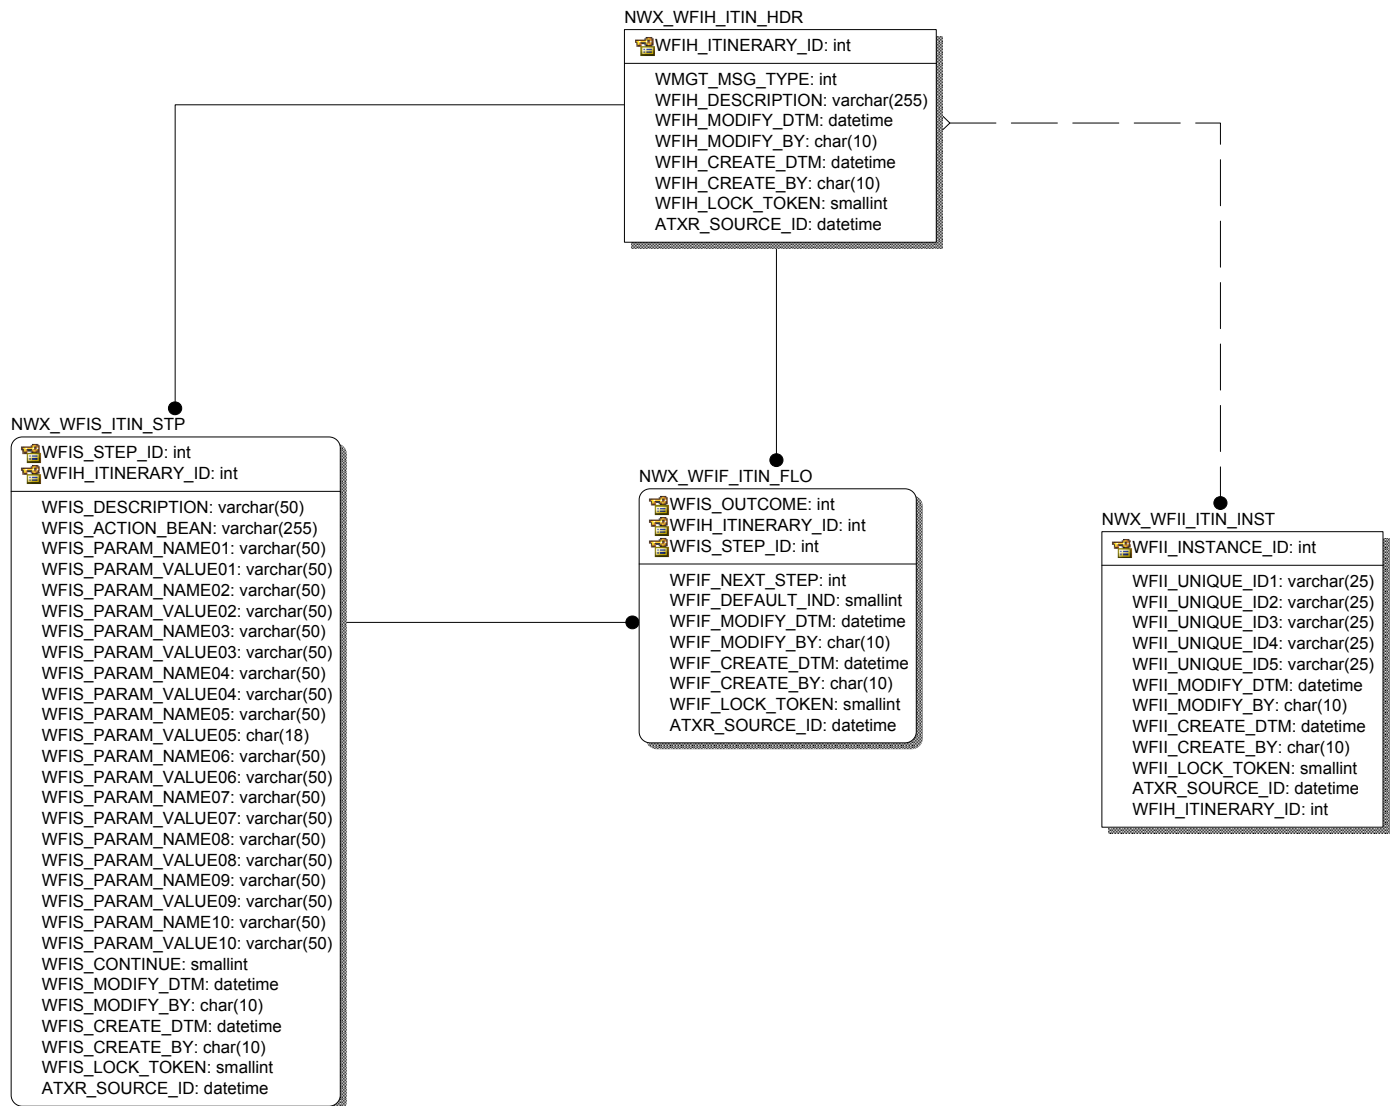 NWX_WFIH_ITIN_HDR
WFIH_ITINERARY_ID: int
WMGT_MSG_TYPE: int
WFIH_DESCRIPTION: varchar(255)
WFIH_MODIFY_DTM: datetime
WFIH_MODIFY_BY: char(10)
WFIH_CREATE_DTM: datetime
WFIH_CREATE_BY: char(10)
WFIH_LOCK_TOKEN: smallint
ATXR_SOURCE_ID: datetime
NWX_WFIS_ITIN_STP
WFIS_STEP_ID: int
WFIH_ITINERARY_ID: int
WFIS_DESCRIPTION: varchar(50)
WFIS_ACTION_BEAN: varchar(255)
WFIS_PARAM_NAME01: varchar(50)
WFIS_PARAM_VALUE01: varchar(50)
WFIS_PARAM_NAME02: varchar(50)
WFIS_PARAM_VALUE02: varchar(50)
WFIS_PARAM_NAME03: varchar(50)
WFIS_PARAM_VALUE03: varchar(50)
WFIS_PARAM_NAME04: varchar(50)
WFIS_PARAM_VALUE04: varchar(50)
WFIS_PARAM_NAME05: varchar(50)
WFIS_PARAM_VALUE05: char(18)
WFIS_PARAM_NAME06: varchar(50)
WFIS_PARAM_VALUE06: varchar(50)
WFIS_PARAM_NAME07: varchar(50)
WFIS_PARAM_VALUE07: varchar(50)
WFIS_PARAM_NAME08: varchar(50)
WFIS_PARAM_VALUE08: varchar(50)
WFIS_PARAM_NAME09: varchar(50)
WFIS_PARAM_VALUE09: varchar(50)
WFIS_PARAM_NAME10: varchar(50)
WFIS_PARAM_VALUE10: varchar(50)
WFIS_CONTINUE: smallint
WFIS_MODIFY_DTM: datetime
WFIS_MODIFY_BY: char(10)
WFIS_CREATE_DTM: datetime
WFIS_CREATE_BY: char(10)
WFIS_LOCK_TOKEN: smallint
ATXR_SOURCE_ID: datetime
NWX_WFIF_ITIN_FLO
WFIS_OUTCOME: int
WFIH_ITINERARY_ID: int
WFIS_STEP_ID: int
WFIF_NEXT_STEP: int
WFIF_DEFAULT_IND: smallint
WFIF_MODIFY_DTM: datetime
WFIF_MODIFY_BY: char(10)
WFIF_CREATE_DTM: datetime
WFIF_CREATE_BY: char(10)
WFIF_LOCK_TOKEN: smallint
ATXR_SOURCE_ID: datetime
NWX_WFII_ITIN_INST
WFII_INSTANCE_ID: int
WFII_UNIQUE_ID1: varchar(25)
WFII_UNIQUE_ID2: varchar(25)
WFII_UNIQUE_ID3: varchar(25)
WFII_UNIQUE_ID4: varchar(25)
WFII_UNIQUE_ID5: varchar(25)
WFII_MODIFY_DTM: datetime
WFII_MODIFY_BY: char(10)
WFII_CREATE_DTM: datetime
WFII_CREATE_BY: char(10)
WFII_LOCK_TOKEN: smallint
ATXR_SOURCE_ID: datetime
WFIH_ITINERARY_ID: int